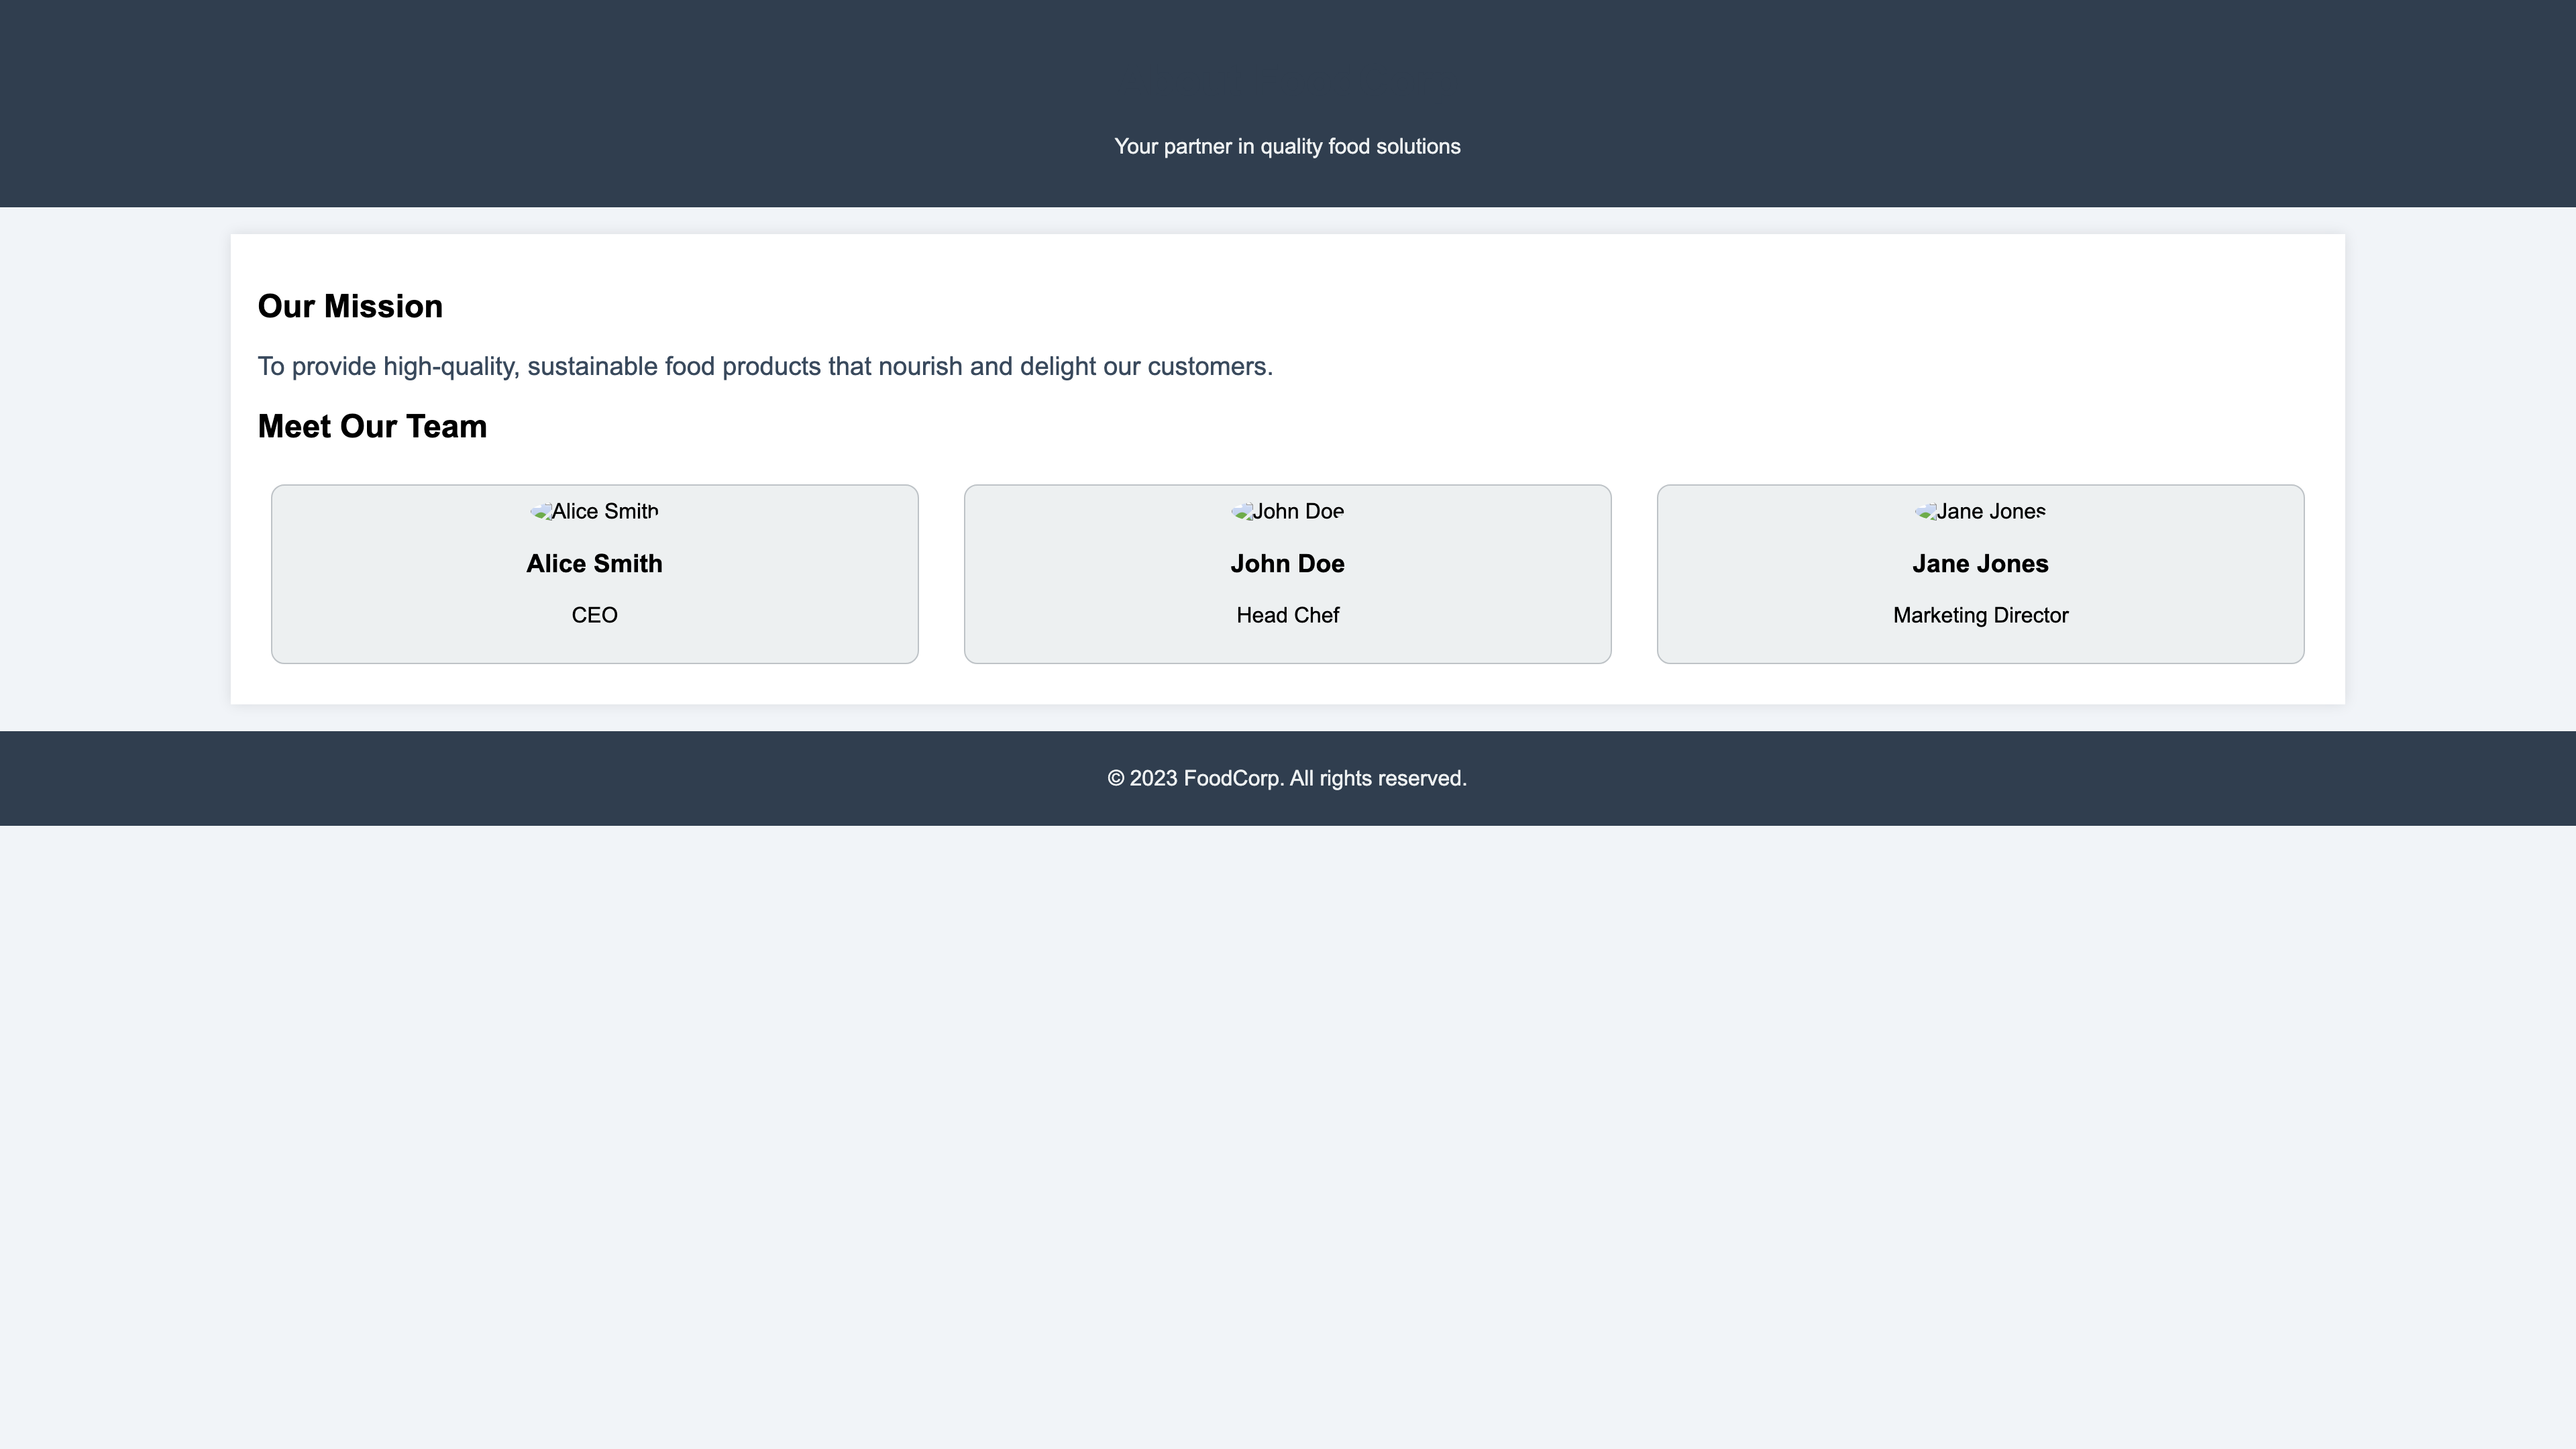 Your partner in quality food solutions
Our Mission
To provide high-quality, sustainable food products that nourish and delight our customers.
Meet Our Team
Alice Smith
John Doe
Jane Jones
Alice Smith
John Doe
Jane Jones
CEO
Head Chef
Marketing Director
© 2023 FoodCorp. All rights reserved.